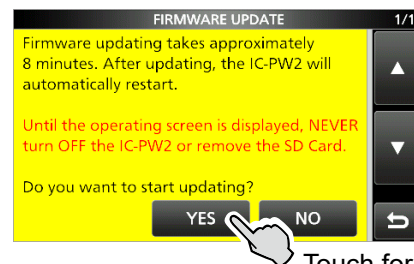 FIRMWARE UPDATE 1/1
Firmware updating takes approximately
8 minutes. After updating, the IC-PW2 will
automatically restart.
Until the operating screen is displayed, NEVER
turn OFF the IC-PW2 or remove the SD Card.
Do you want to start updating?
YES NO
Touch for